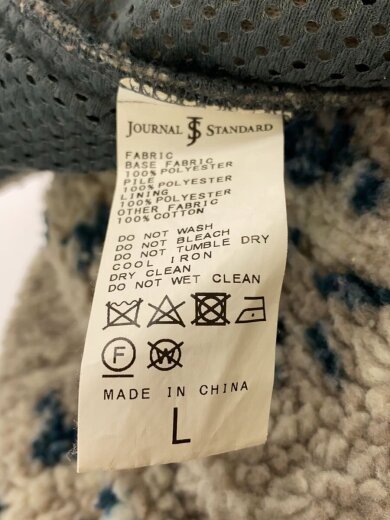 JOURNAL JS STANDARD
FABRIC
BASE FABRIC
100% POLYESTER
PILE
100% POLYESTER
LINING
100% POLYESTER
OTHER FABRIC
100% COTTON
DO NOT WASH
DO NOT BLEACH
DO NOT TUMBLE DRY
COOL IRON
DRY CLEAN
DO NOT WET CLEAN
F W
MADE IN CHINA
L